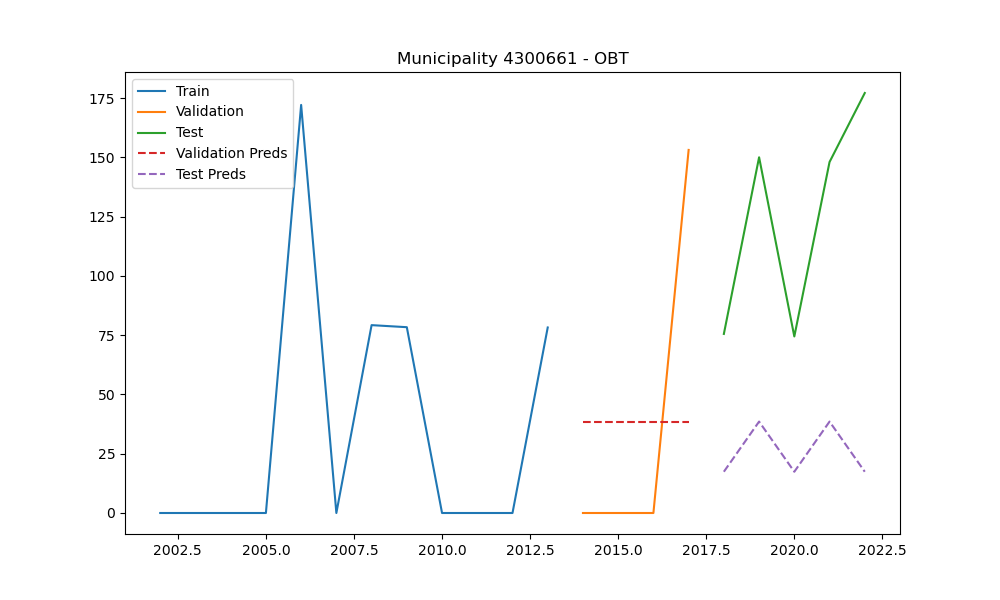 Municipality 4300661 - OBT
Train
Validation
Test
Validation Preds
Test Preds
175
150
125
100
75
50
25
0
2002.5 2005.0 2007.5 2010.0 2012.5 2015.0 2017.5 2020.0 2022.5